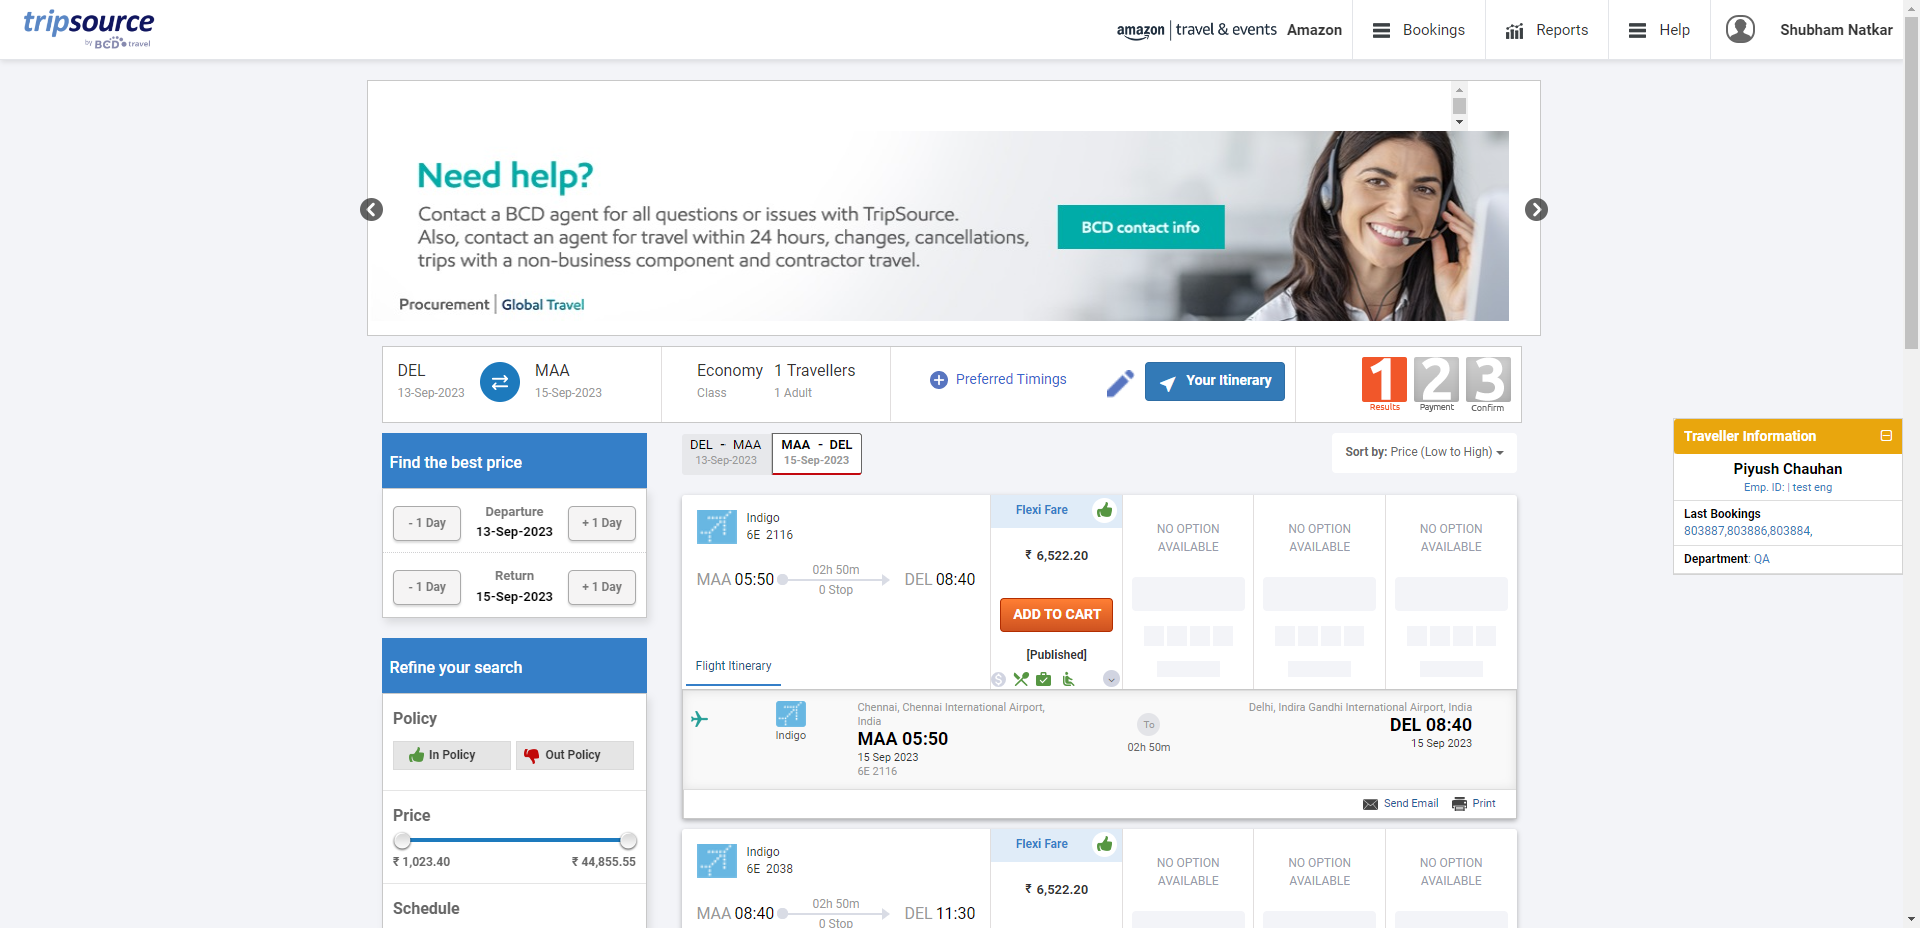 tripsource
by BCD travel
amazon | travel & events Amazon
Bookings
Reports
Help
Shubham Natkar
Need help?
Contact a BCD agent for all questions or issues with TripSource.
Also, contact an agent for travel within 24 hours, changes, cancellations,
trips with a non-business component and contractor travel.
BCD contact info
Procurement | Global Travel
DEL
13-Sep-2023
MAA
15-Sep-2023
Economy
Class
1 Travellers
1 Adult
Preferred Timings
Your Itinerary
1
Results
2
Payment
3
Confirm
Find the best price
- 1 Day
Departure
13-Sep-2023
+ 1 Day
- 1 Day
Return
15-Sep-2023
+ 1 Day
Refine your search
Policy
In Policy
Out Policy
Price
₹ 1,023.40
₹ 44,855.55
Schedule
DEL - MAA
13-Sep-2023
MAA - DEL
15-Sep-2023
Sort by: Price (Low to High)
Indigo
6E 2116
MAA 05:50
02h 50m
0 Stop
DEL 08:40
Flight Itinerary
Flexi Fare
₹ 6,522.20
ADD TO CART
[Published]
NO OPTION
AVAILABLE
NO OPTION
AVAILABLE
NO OPTION
AVAILABLE
Indigo
Chennai, Chennai International Airport,
India
MAA 05:50
15 Sep 2023
6E 2116
To
02h 50m
Delhi, Indira Gandhi International Airport, India
DEL 08:40
15 Sep 2023
Send Email
Print
Indigo
6E 2038
MAA 08:40
02h 50m
0 Stop
DEL 11:30
Flexi Fare
₹ 6,522.20
NO OPTION
AVAILABLE
NO OPTION
AVAILABLE
NO OPTION
AVAILABLE
Traveller Information
Piyush Chauhan
Emp. ID: | test eng
Last Bookings
803887,803886,803884,
Department: QA